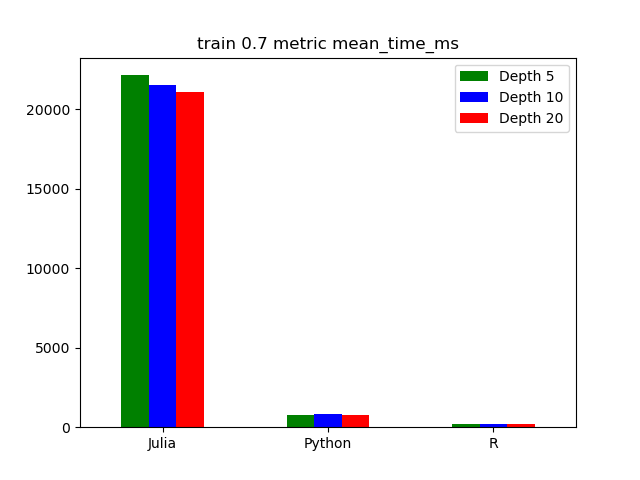 train 0.7 metric mean_time_ms
Depth 5
Depth 10
Depth 20
20000
15000
10000
5000
0
Julia
Python
R